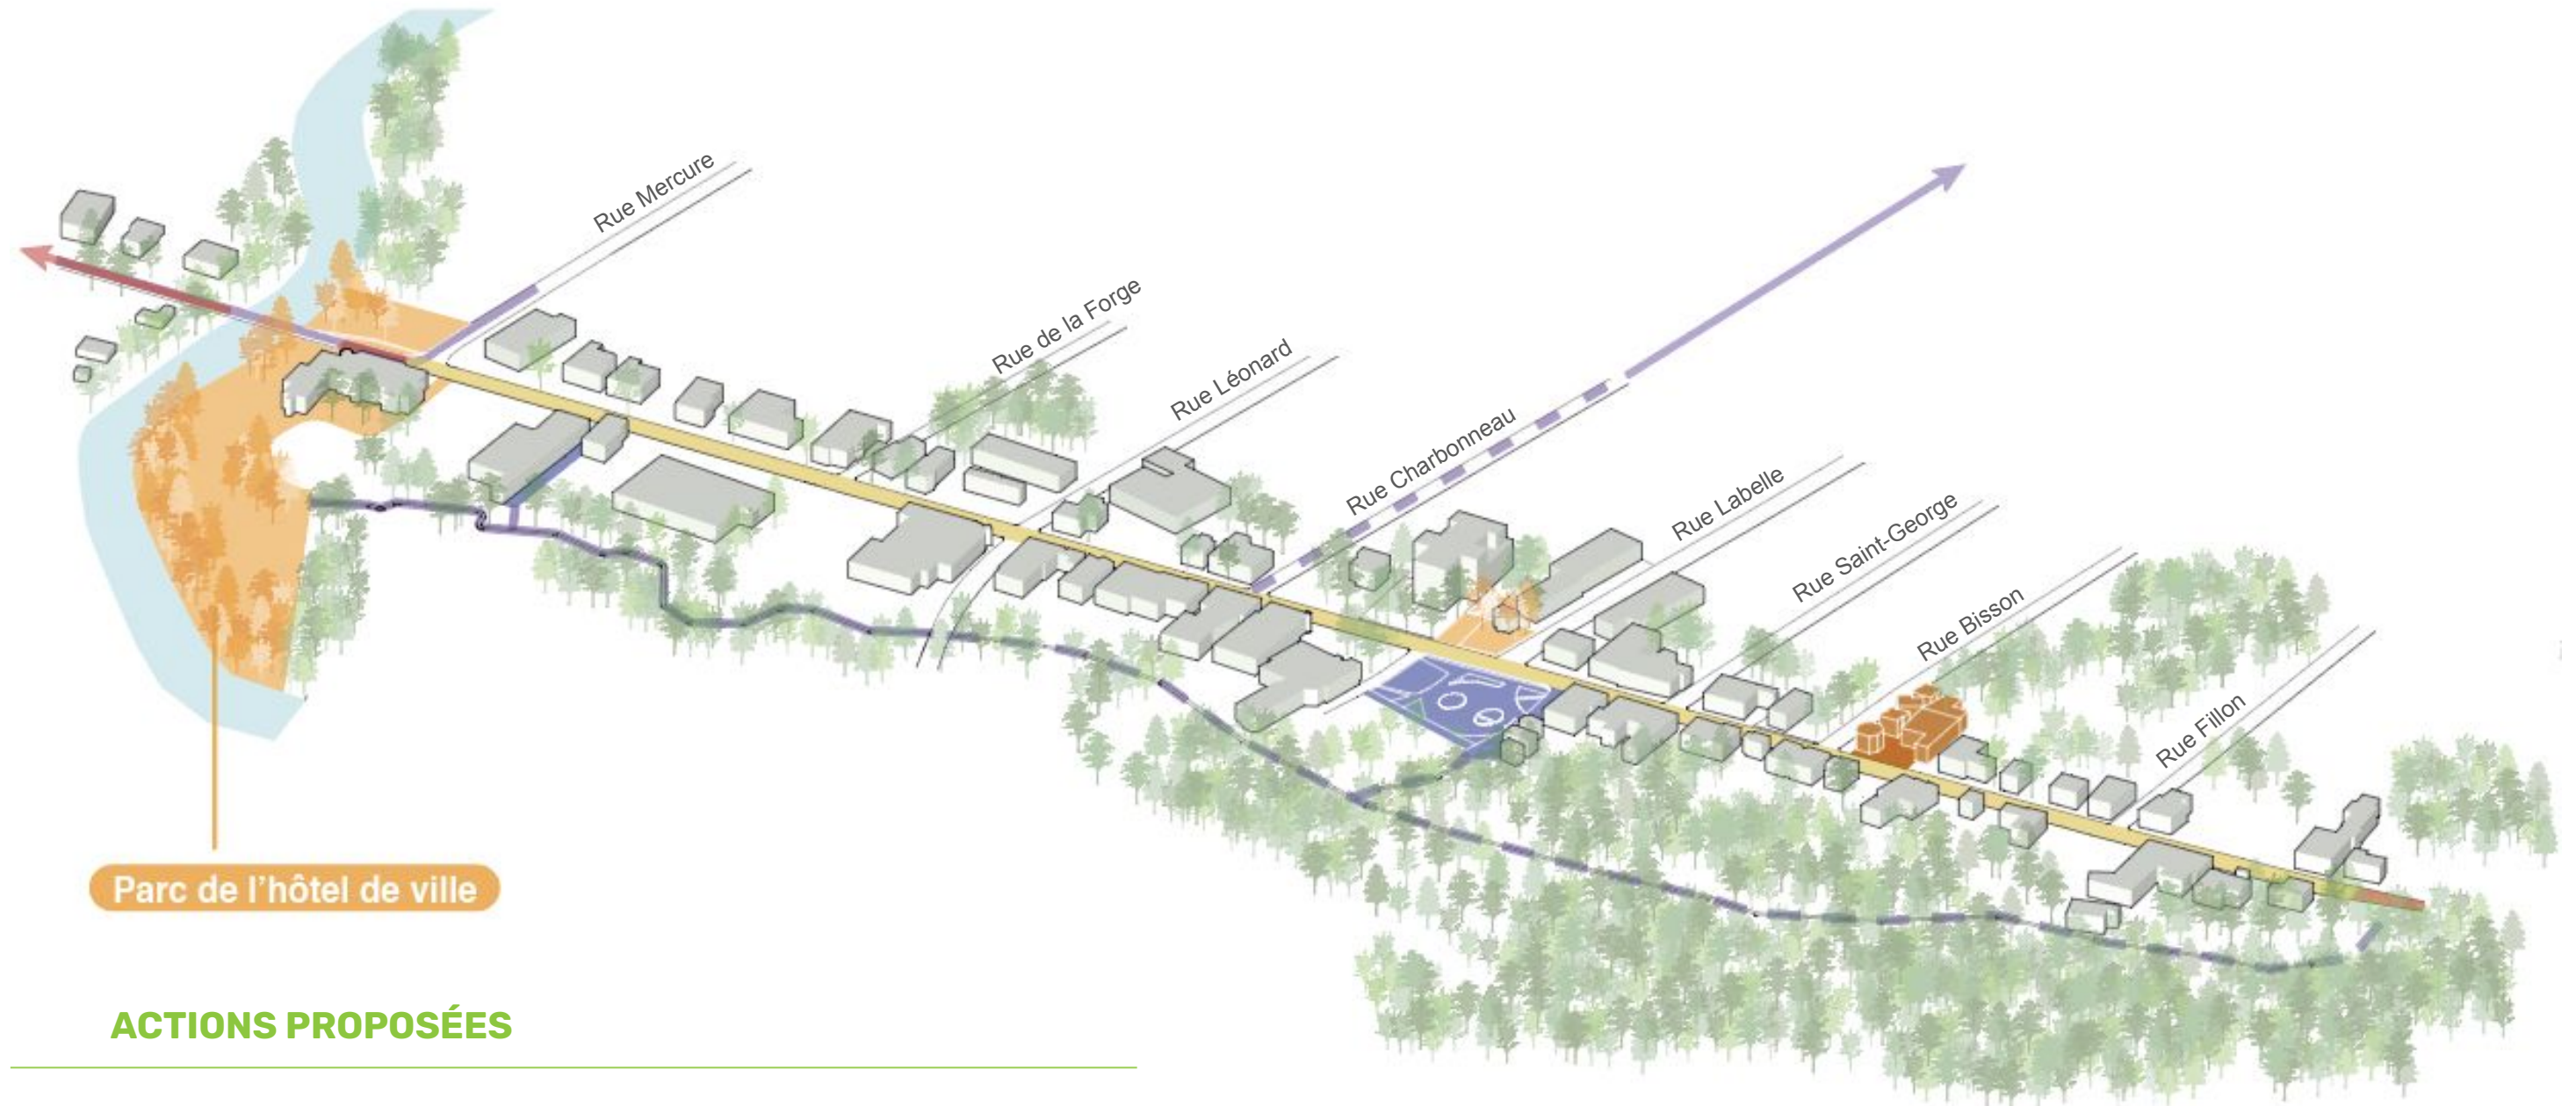 Rue Mercure
Rue de la Forge
Rue Léonard
Rue Charbonneau
Rue Labelle
Rue Saint-George
Rue Bisson
Rue Fillon
Parc de l'hôtel de ville
ACTIONS PROPOSÉES